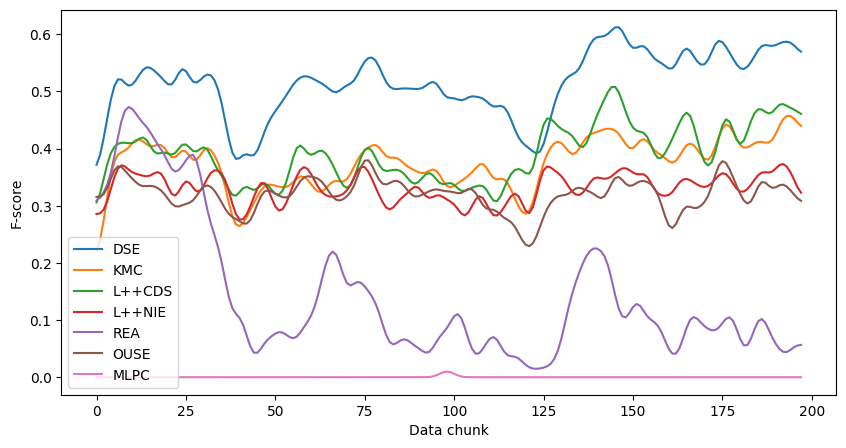 F-score
0.6
0.5
0.4
0.3
0.2
0.1
0.0
DSE
KMC
L++CDS
L++NIE
REA
OUSE
MLPC
0 25 50 75 100 125 150 175 200
Data chunk